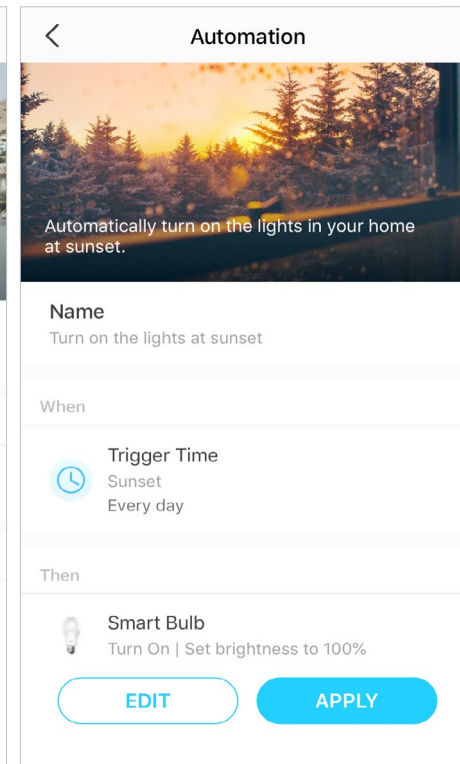 Automation
Automatically turn on the lights in your home
at sunset.
Name
Turn on the lights at sunset
When
Trigger Time
Sunset
Every day
Then
Smart Bulb
Turn On | Set brightness to 100%
EDIT
APPLY